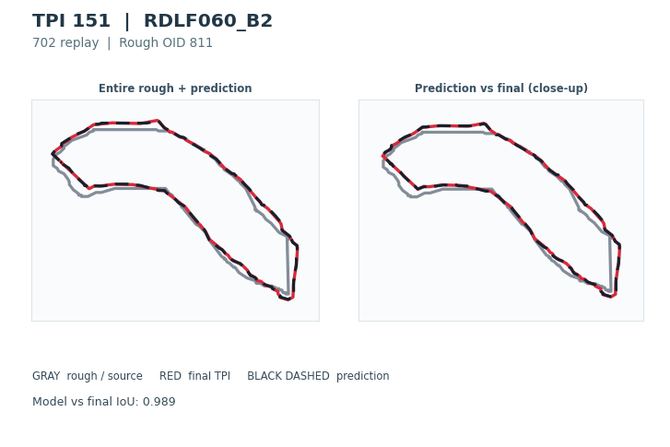 TPI 151 | RDLF060_B2
702 replay | Rough OID 811
Entire rough + prediction
Prediction vs final (close-up)
GRAY rough / source RED final TPI BLACK DASHED prediction
Model vs final IoU: 0.989